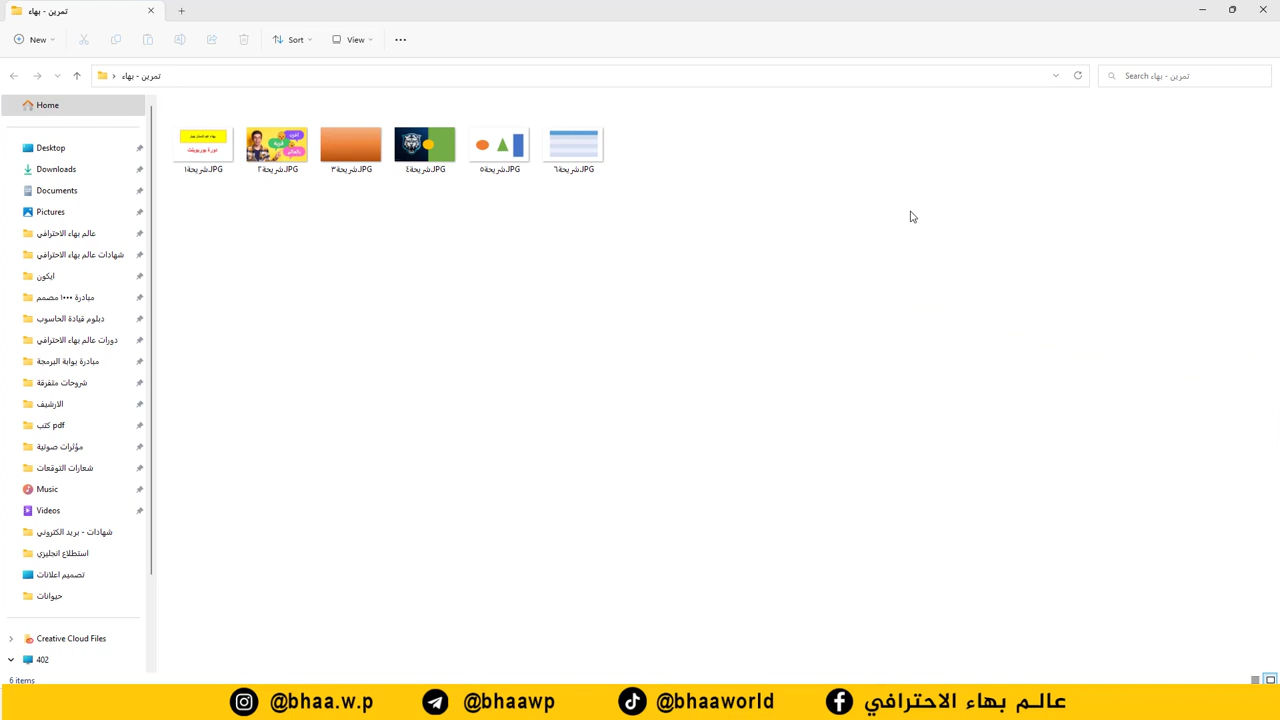 تمرين - بهاء
New
Sort
View
تمرين - بهاء
Search تمرين - بهاء
Home
Desktop
Downloads
Documents
Pictures
عالم بهاء الاحترافي
شهادات عالم بهاء الاحترافي
ايكون
مبادرة ١٠٠٠ مصمم
دبلوم قيادة الحاسوب
دورات عالم بهاء الاحترافي
مبادرة بوابة البرمجة
شروحات متفرقة
الارشيف
كتب pdf
مؤثرات صوتية
شعارات التوقعات
Music
Videos
شهادات - بريد الكتروني
استطلاع انجليزي
تصميم اعلانات
حيوانات
Creative Cloud Files
402
دورة بوربوينت
شريحة١.JPG
شريحة٢.JPG
شريحة٣.JPG
شريحة٤.JPG
شريحة٥.JPG
شريحة٦.JPG
6 items
@bhaa.w.p
@bhaawp
@bhaaworld
عالم بهاء الاحترافي